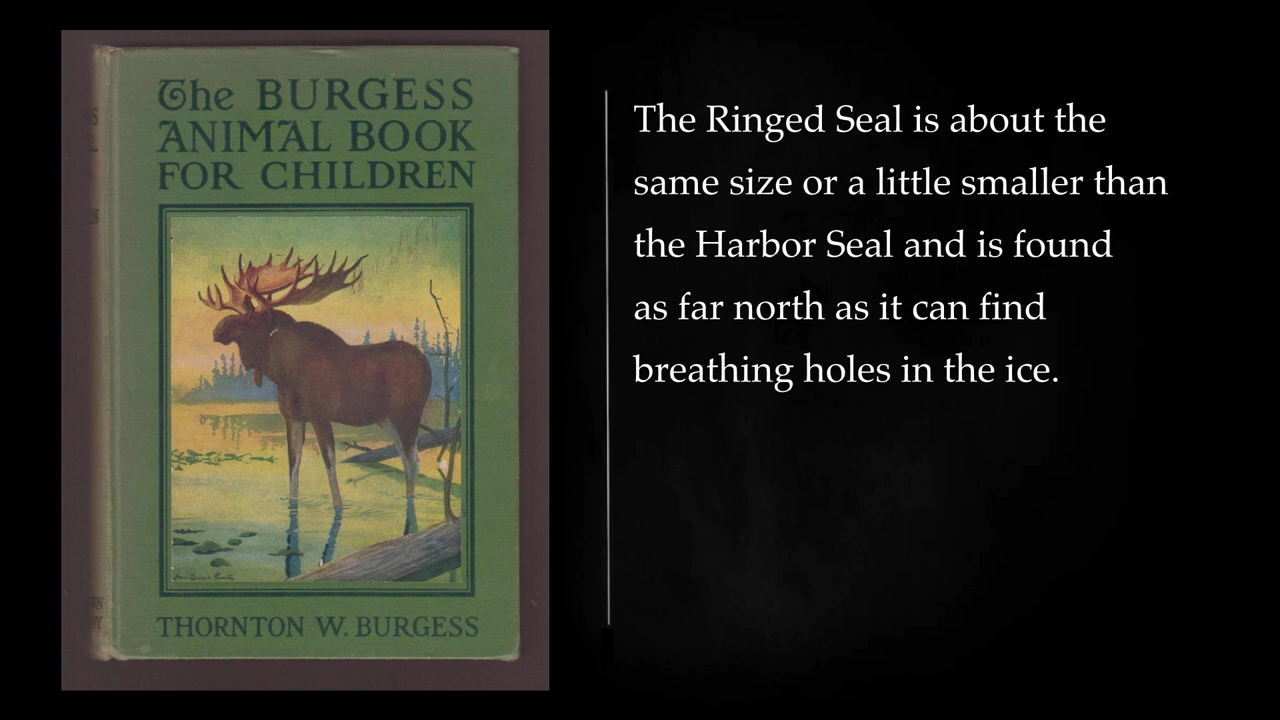 The BURGESS
ANIMAL BOOK
FOR CHILDREN
THORNTON W. BURGESS
The Ringed Seal is about the
same size or a little smaller than
the Harbor Seal and is found
as far north as it can find
breathing holes in the ice.